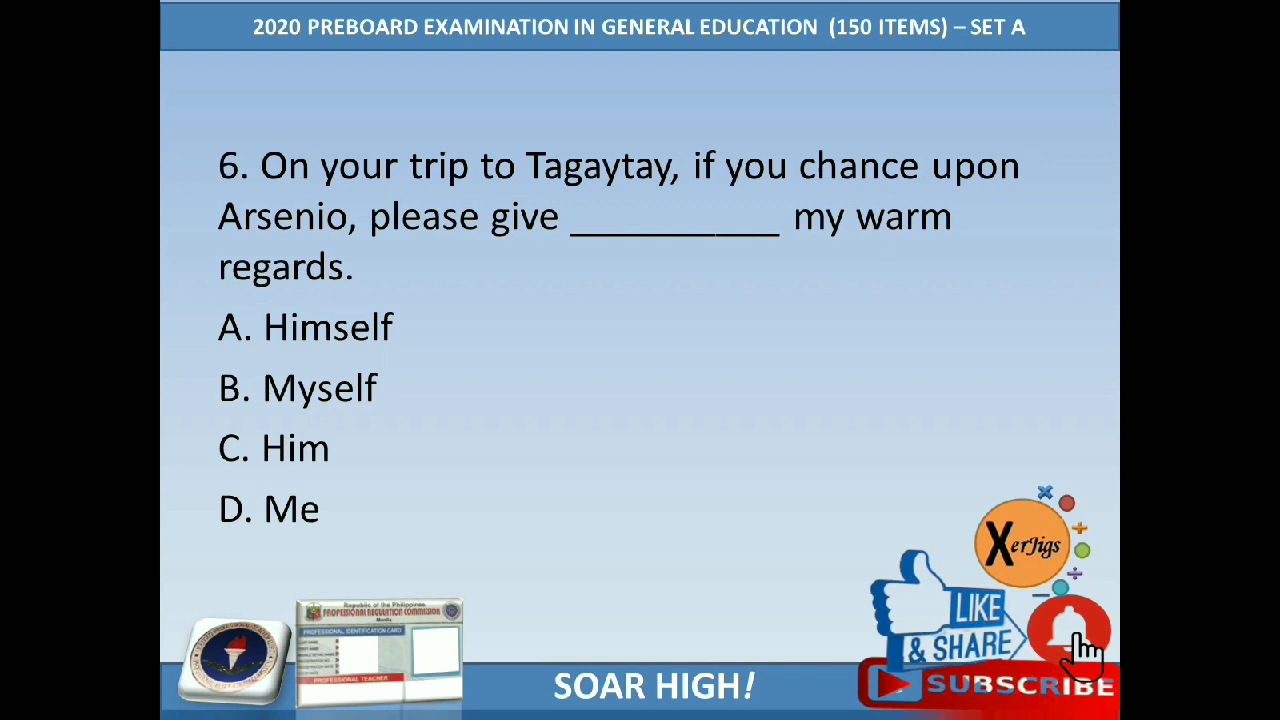 2020 PREBOARD EXAMINATION IN GENERAL EDUCATION (150 ITEMS) – SET A
6. On your trip to Tagaytay, if you chance upon
Arsenio, please give __________ my warm
regards.
A. Himself
B. Myself
C. Him
D. Me
XerJigs
LIKE
& SHARE
SUBSCRIBE
Republic of the Philippines
PROFESSIONAL REGULATION COMMISSION
Manila
PROFESSIONAL IDENTIFICATION CARD
PROFESSIONAL TEACHER
SOAR HIGH!